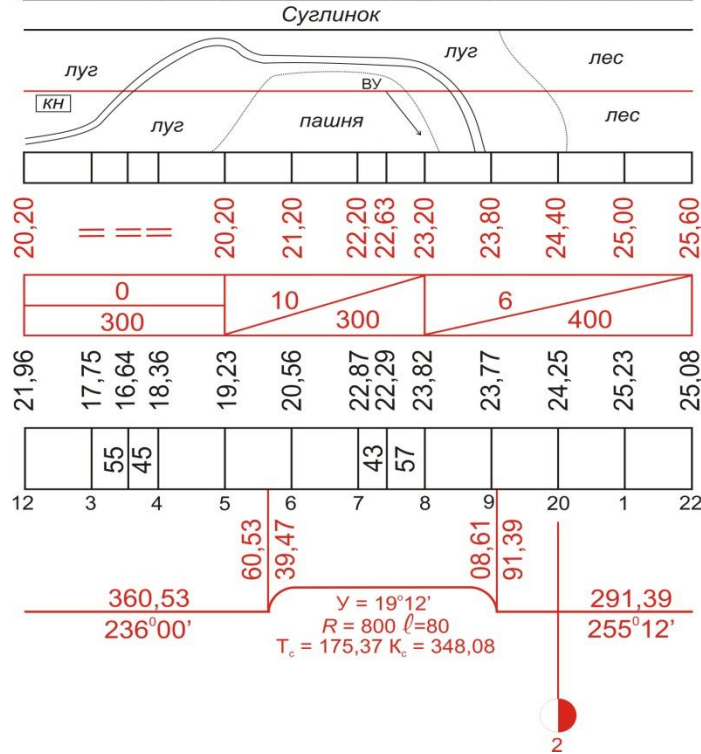 Суглинок
луг луг лес
ВУ
КН
луг пашня лес
20,20 20,20 21,20 22,20 22,63 23,20 23,80 24,40 25,00 25,60
0 10 6
300 300 400
21,96 17,75 16,64 18,36 19,23 20,56 22,87 22,29 23,82 23,77 24,25 25,23 25,08
55 45 43 57
12 3 4 5 6 7 8 9 20 1 22
60,53 39,47 08,61 91,39
360,53 У = 19°12' 291,39
236⁰00' R = 800 ℓ=80 255⁰12'
Tс = 175,37 Kс = 348,08
2